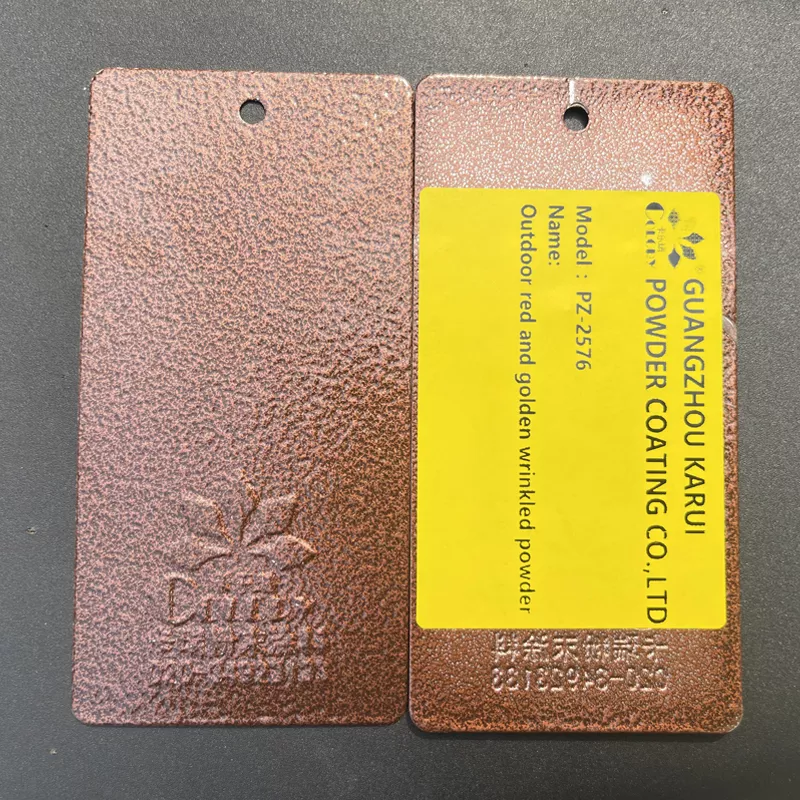 GUANGZHOU KARUI
POWDER COATING CO.,LTD
Model : PZ-2576
Name:
Outdoor red and golden wrinkled powder